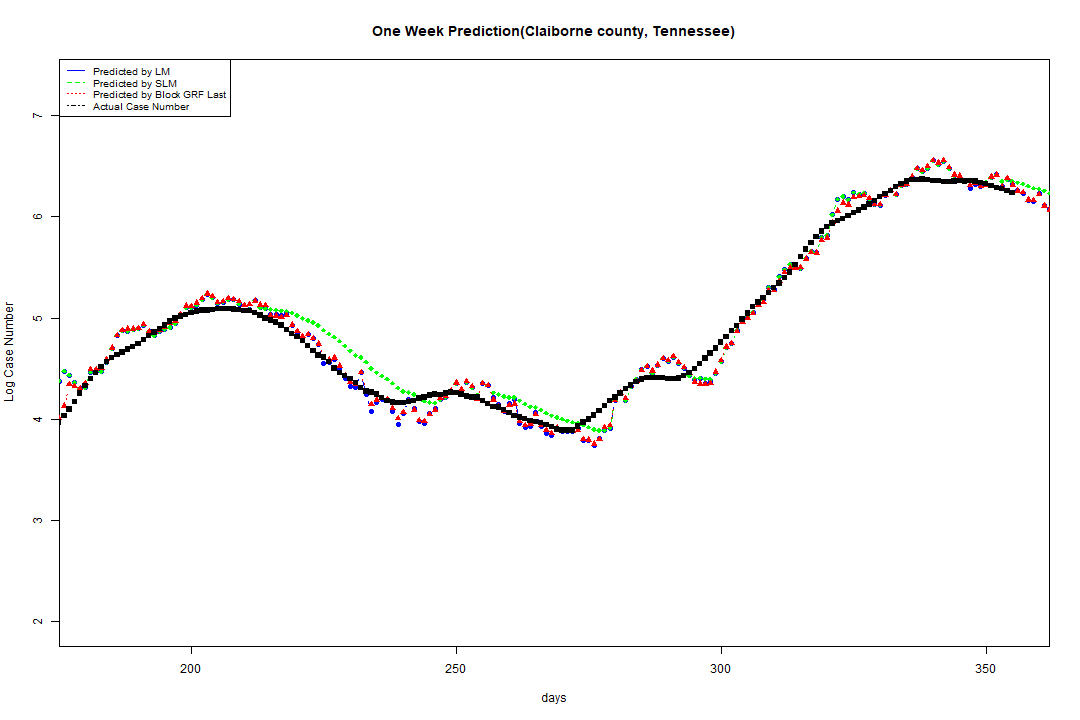 One Week Prediction(Claiborne county, Tennessee)
Predicted by LM
Predicted by SLM
Predicted by Block GRF Last
Actual Case Number
7
6
5
4
3
2
Log Case Number
200 250 300 350
days